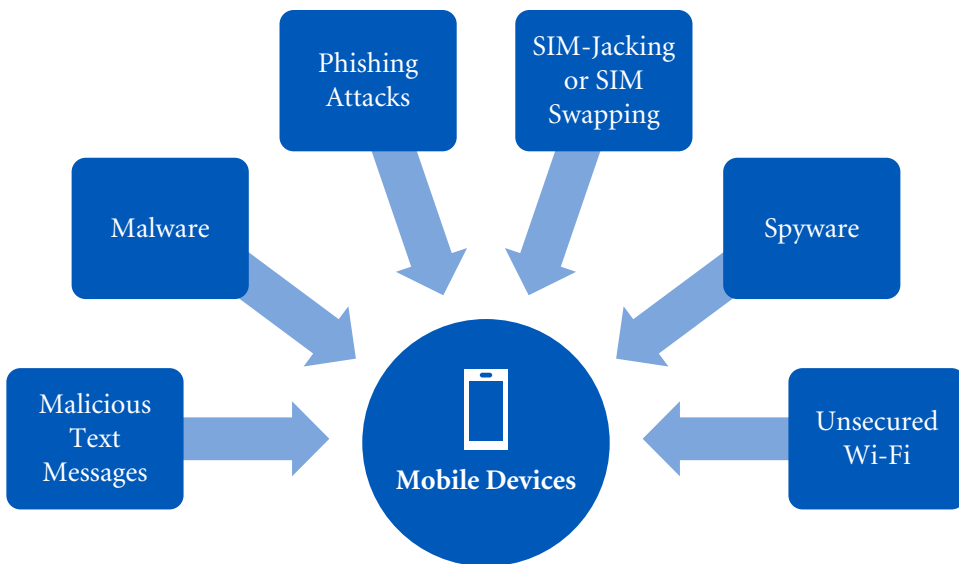 Phishing
Attacks
SIM-Jacking
or SIM
Swapping
Malware
Spyware
Malicious
Text
Messages
Unsecured
Wi-Fi
Mobile Devices